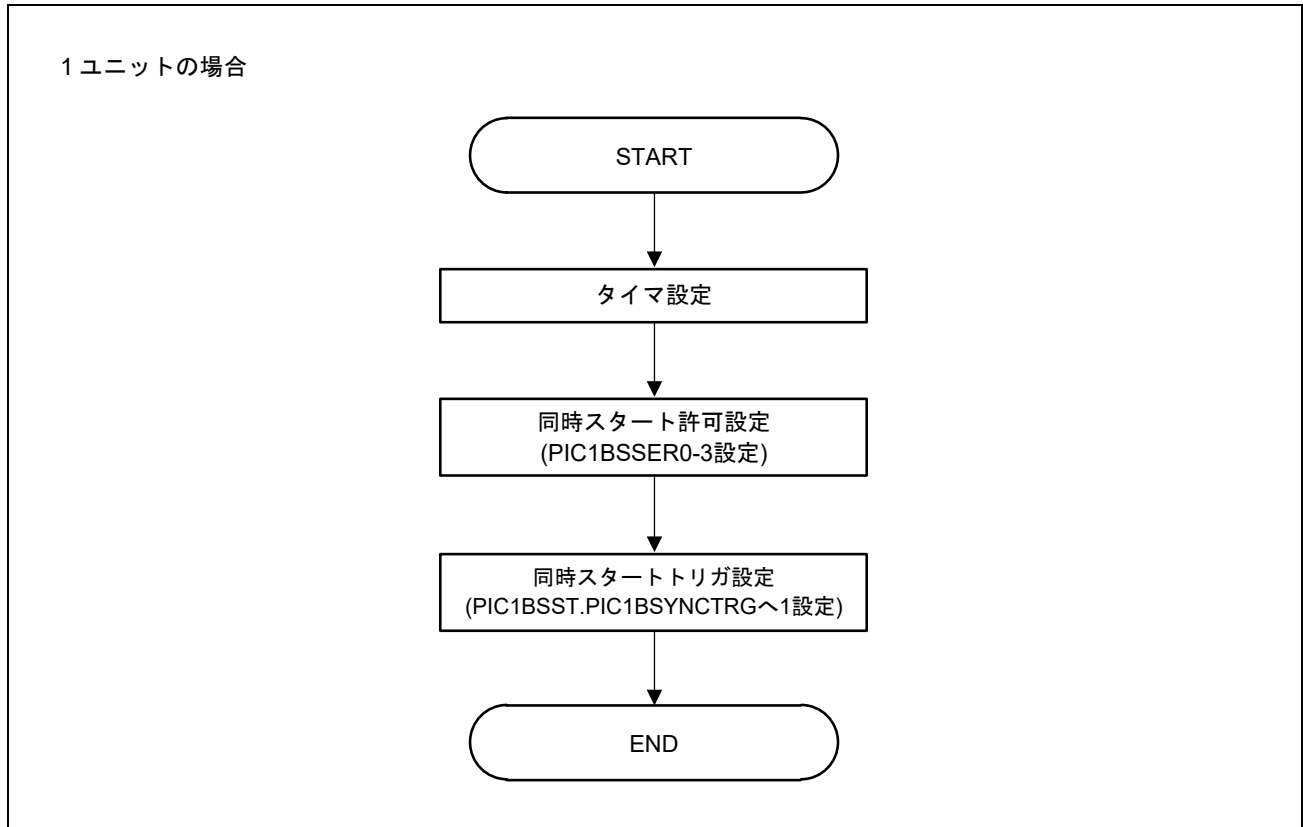 1 ユニットの場合
START
タイマ設定
同時スタート許可設定
(PIC1BSSER0-3設定)
同時スタートトリガ設定
(PIC1BSST.PIC1BSYNCTRGへ1設定)
END